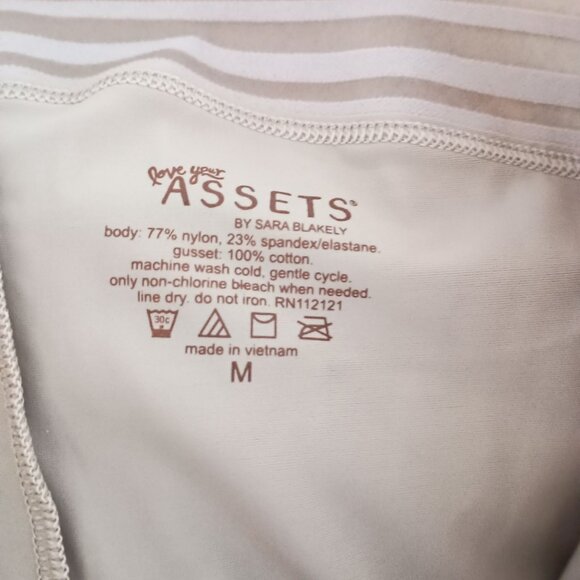 love your
ASSETS®
BY SARA BLAKELY
body: 77% nylon, 23% spandex/elastane.
gusset: 100% cotton.
machine wash cold, gentle cycle.
only non-chlorine bleach when needed.
line dry. do not iron. RN112121
30c
made in vietnam
M